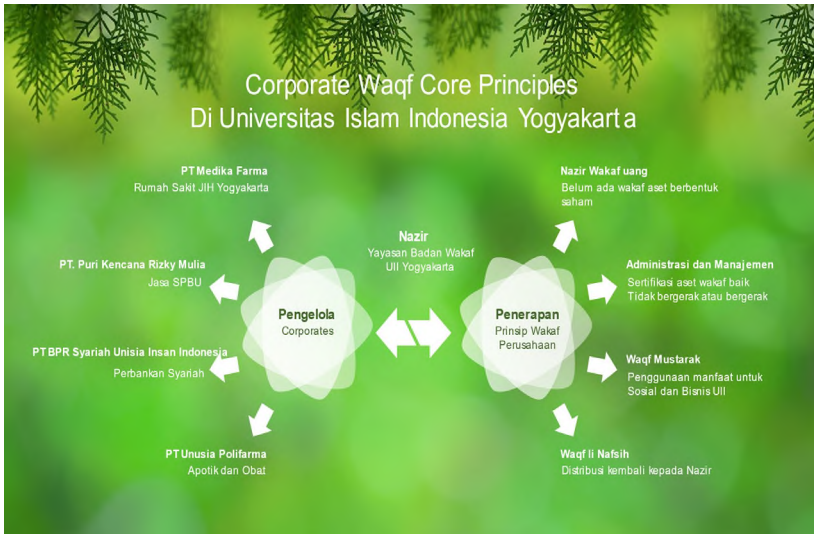 Corporate Waqf Core Principles
Di Universitas Islam Indonesia Yogyakarta
PT Medika Farma
Rumah Sakit JIH Yogyakarta
PT. Puri Kencana Rizky Mulia
Jasa SPBU
PT BPR Syariah Unisia Insan Indonesia
Perbankan Syariah
PT Unusia Polifarma
Apotik dan Obat
Pengelola
Corporates
Nazir
Yayasan Badan Wakaf
UII Yogyakarta
Penerapan
Prinsip Wakaf
Perusahaan
Nazir Wakaf uang
Belum ada wakaf aset berbentuk
saham
Administrasi dan Manajemen
Sertifikasi aset wakaf baik
Tidak bergerak atau bergerak
Waqf Mustarak
Penggunaan manfaat untuk
Sosial dan Bisnis UII
Waqf li Nafsih
Distribusi kembali kepada Nazir